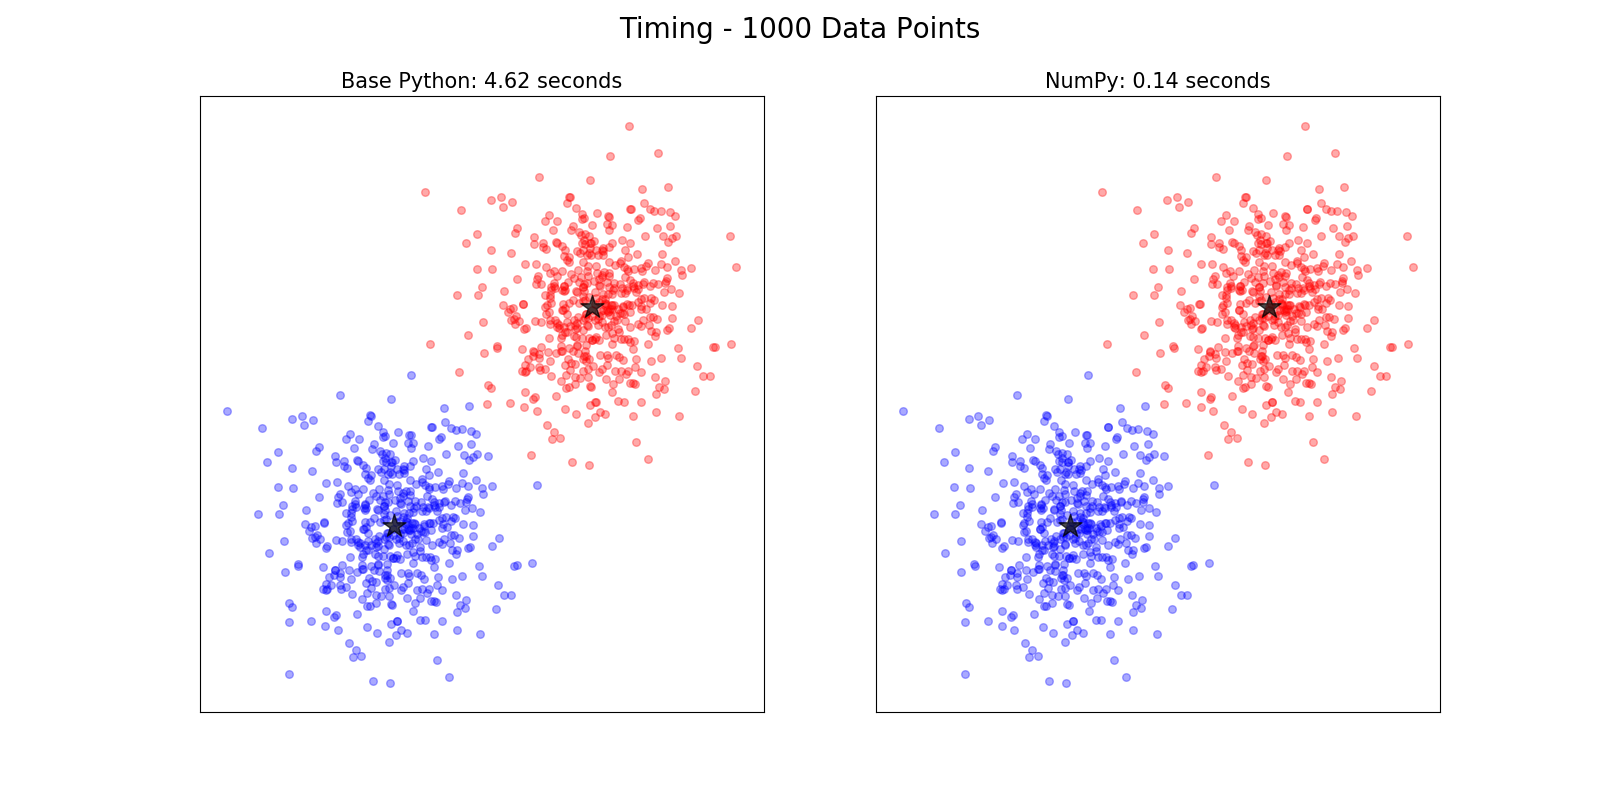 Timing - 1000 Data Points
Base Python: 4.62 seconds
NumPy: 0.14 seconds